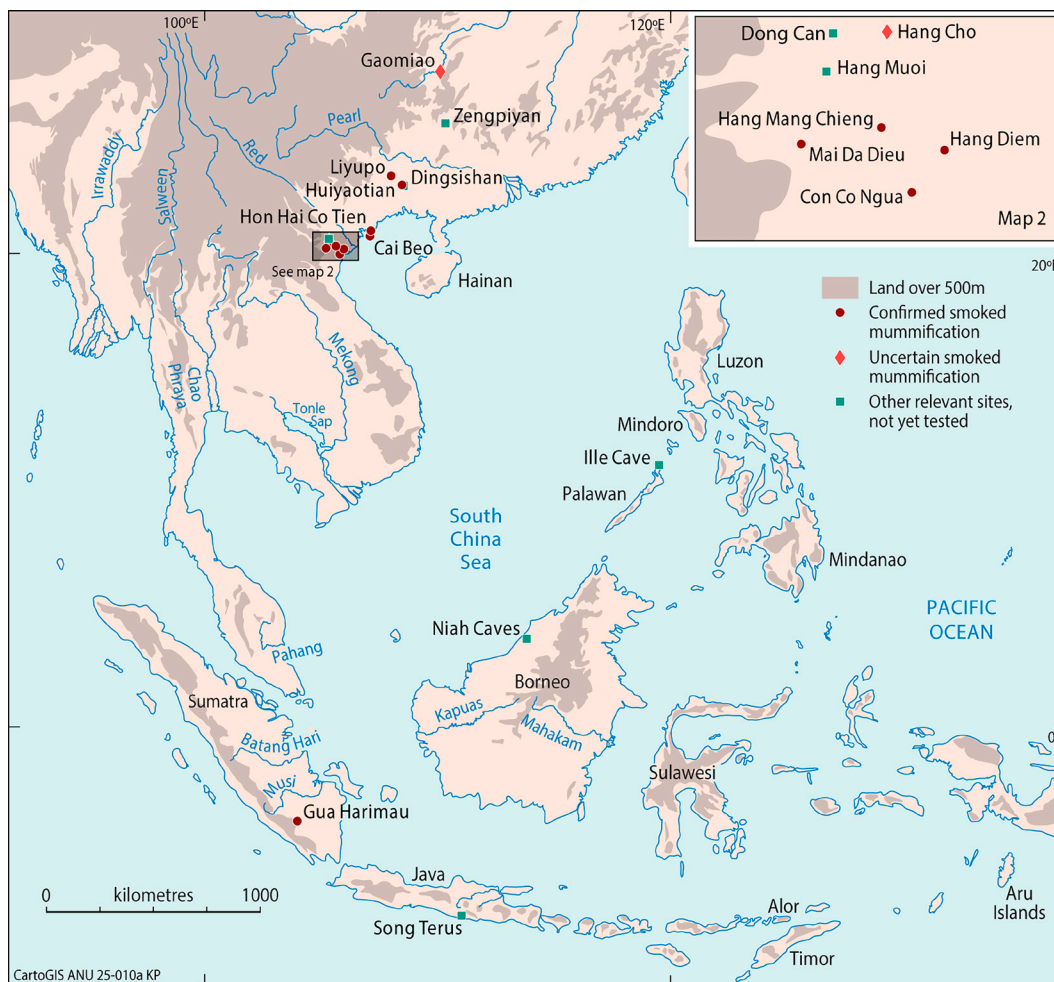 100°E
120°E
Gaomiao
Zengpiyan
Pearl
Red
Irrawaddy
Salween
Liyupo
Dingsishan
Huiyaotian
Hon Hai Co Tien
Cai Beo
See map 2
Hainan
20°
Dong Can
Hang Cho
Hang Muoi
Hang Mang Chieng
Hang Diem
Mai Da Dieu
Con Co Ngua
Map 2
Land over 500m
Confirmed smoked
mummification
Uncertain smoked
mummification
Other relevant sites,
not yet tested
Mekong
Chao
Phraya
Tonle
Sap
Luzon
Mindoro
Ille Cave
Palawan
South
China
Sea
Mindanao
PACIFIC
OCEAN
Niah Caves
Pahang
Borneo
Sumatra
Kapuas
Mahakam
Batang Hari
Musi
0
Sulawesi
Gua Harimau
Java
kilometres
0
1000
Song Terus
Alor
Timor
Aru
Islands
CartoGIS ANU 25-010a KP